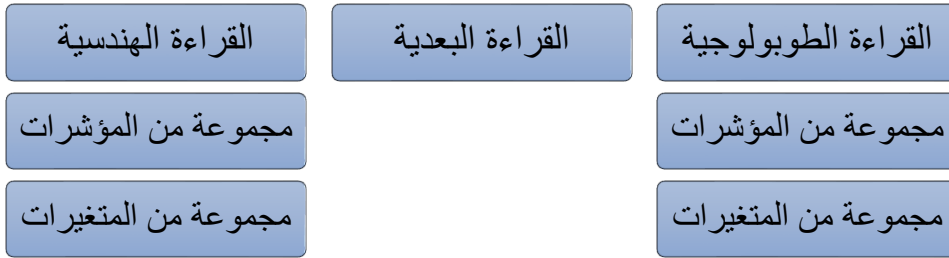 القراءة الطوبولوجية
القراءة البعدية
القراءة الهندسية
مجموعة من المؤشرات
مجموعة من المؤشرات
مجموعة من المتغيرات
مجموعة من المتغيرات